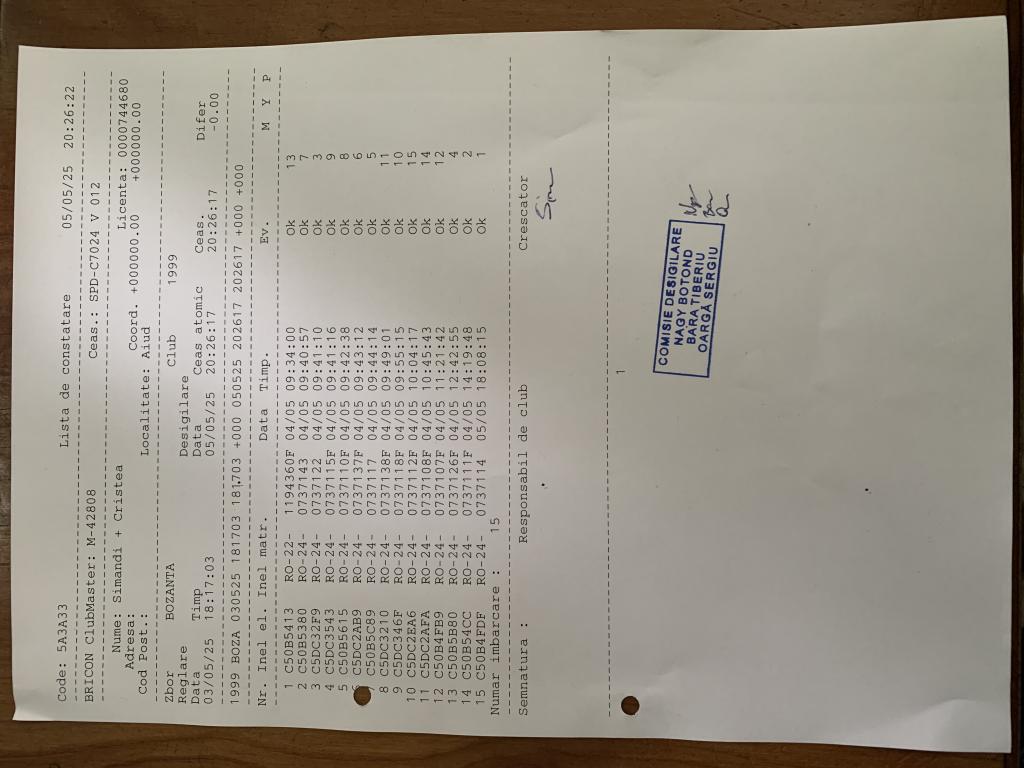 Code: 5A3A33 Lista de constatare 05/05/25 20:26:22
BRICON ClubMaster: M-42808 Ceas.: SPD-C7024 V 012
Nume: Simandi + Cristea Licenta: 0000744680
Adresa: Coord. +000000.00 +000000.00
Cod Post.: Localitate: Aiud
Zbor BOZANTA Club 1999
Reglare Desigilare
Data Timp Data Ceas atomic Ceas. Difer
03/05/25 18:17:03 05/05/25 20:26:17 20:26:17 -0.00
1999 BOZA 030525 181703 181703 +000 050525 202617 202617 +000 +000
Nr. Inel el. Inel matr. Data Timp. Ev. M Y P
1 C50B5413 RO-22- 1194360F 04/05 09:34:00 Ok 13
2 C50B5380 RO-24- 0737143 04/05 09:40:57 Ok 7
3 C5DC32F9 RO-24- 0737122 04/05 09:41:10 Ok 3
4 C5DC3543 RO-24- 0737115F 04/05 09:41:16 Ok 9
5 C50B5615 RO-24- 0737110F 04/05 09:42:38 Ok 8
6 C5DC2AB9 RO-24- 0737137F 04/05 09:43:12 Ok 6
7 C50B5C89 RO-24- 0737117 04/05 09:44:14 Ok 5
8 C5DC3210 RO-24- 0737138F 04/05 09:49:01 Ok 11
9 C5DC346F RO-24- 0737118F 04/05 09:55:15 Ok 10
10 C5DC2EA6 RO-24- 0737112F 04/05 10:04:17 Ok 15
11 C5DC2AFA RO-24- 0737108F 04/05 10:45:43 Ok 14
12 C50B4FB9 RO-24- 0737107F 04/05 11:21:42 Ok 12
13 C50B5B80 RO-24- 0737126F 04/05 12:42:55 Ok 4
14 C50B54CC RO-24- 0737111F 04/05 14:19:48 Ok 2
15 C50B4FDF RO-24- 0737114 05/05 18:08:15 Ok 1
Numar imbarcare : 15
Semnatura : Responsabil de club Crescator
1
COMISIE DESIGILARE
NAGY BOTOND
BARA TIBERIU
OARGĂ SERGIU